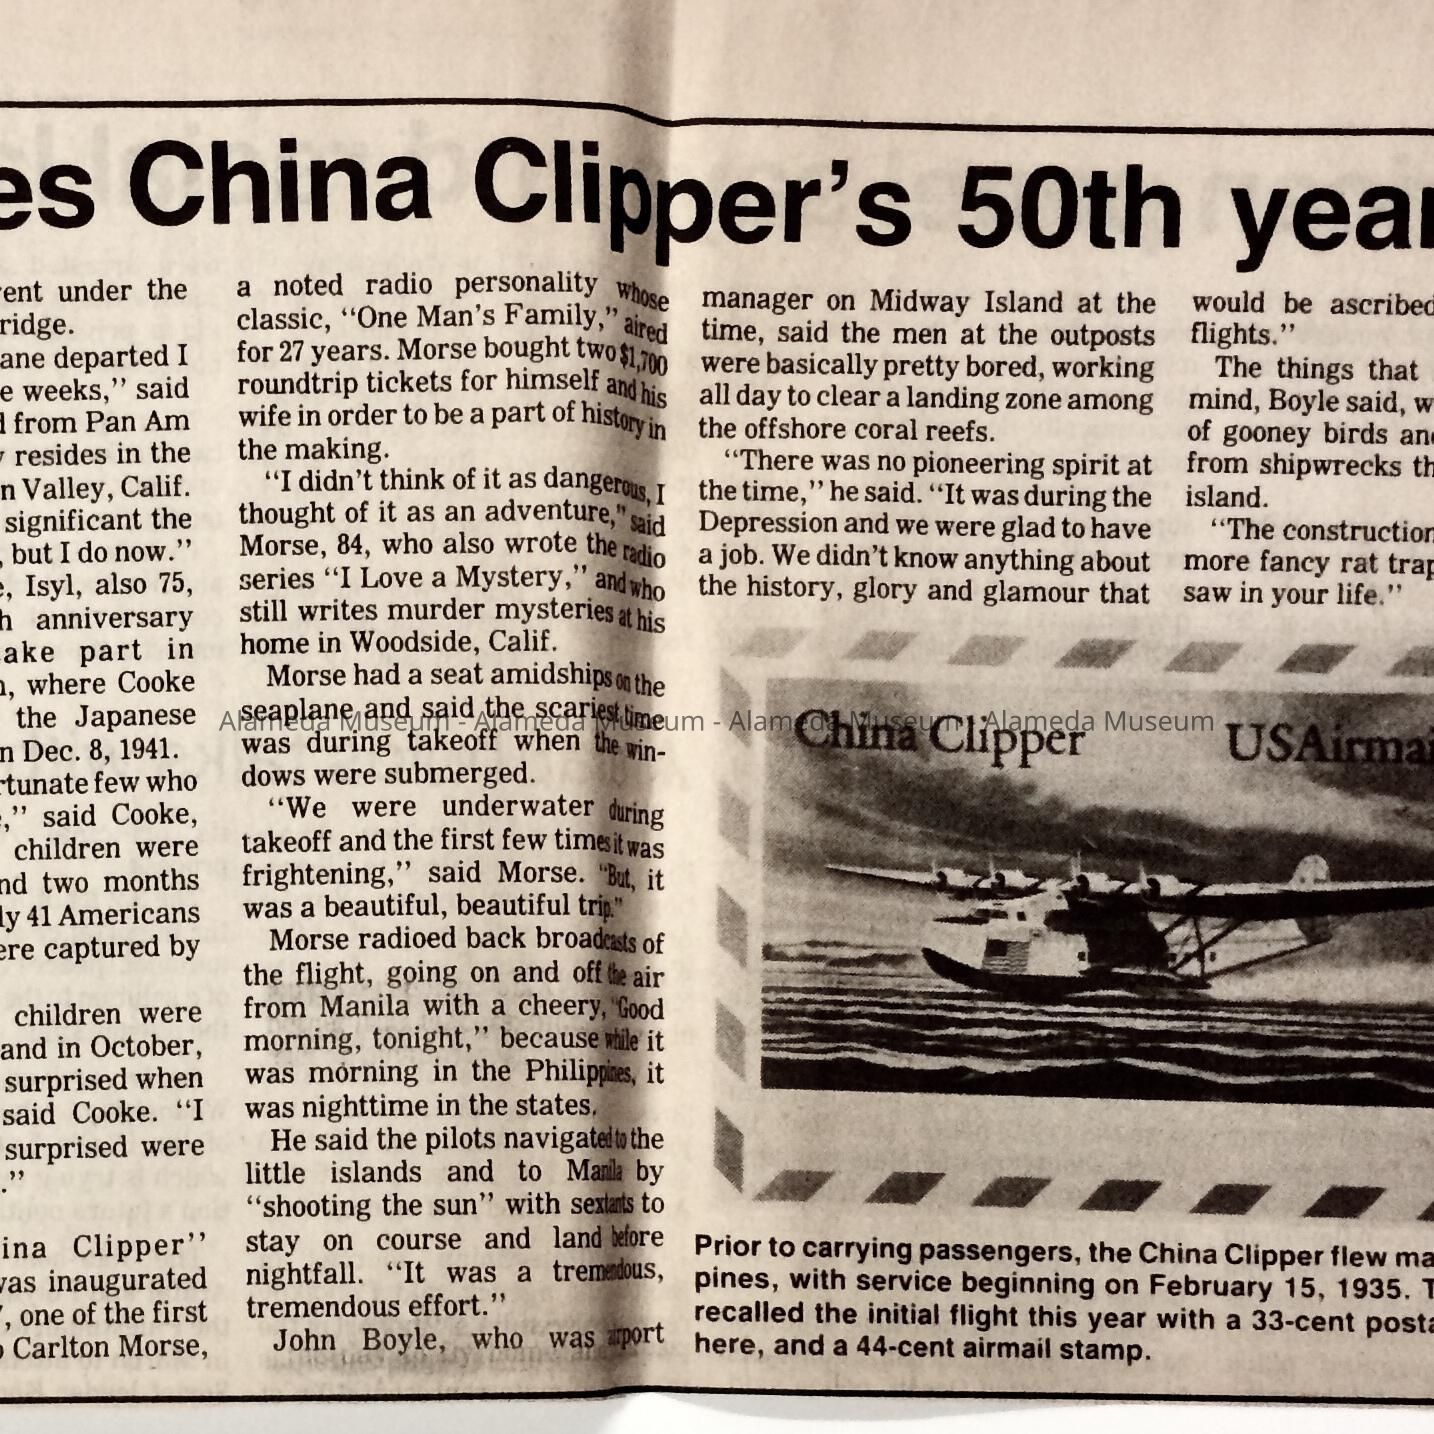 es China Clipper's 50th year
ent under the
ridge.
ane departed I
e weeks," said
from Pan Am
resides in the
n Valley, Calif.
significant the
, but I do now."
, Isyl, also 75,
h anniversary
ake part in
, where Cooke
the Japanese
n Dec. 8, 1941.
rtunate few who
," said Cooke,
children were
nd two months
ly 41 Americans
ere captured by
children were
and in October,
surprised when
said Cooke. "I
surprised were
."
ina Clipper"
was inaugurated
, one of the first
Carlton Morse,
a noted radio personality whose
classic, "One Man's Family," aired
for 27 years. Morse bought two $1,700
roundtrip tickets for himself and his
wife in order to be a part of history in
the making.
"I didn't think of it as dangerous, I
thought of it as an adventure," said
Morse, 84, who also wrote the radio
series "I Love a Mystery," and who
still writes murder mysteries at his
home in Woodside, Calif.
Morse had a seat amidships on the
seaplane and said the scariest time
was during takeoff when the win-
dows were submerged.
"We were underwater during
takeoff and the first few times it was
frightening," said Morse. "But, it
was a beautiful, beautiful trip."
Morse radioed back broadcasts of
the flight, going on and off the air
from Manila with a cheery, "Good
morning, tonight," because while it
was morning in the Philippines, it
was nighttime in the states.
He said the pilots navigated to the
little islands and to Manila by
"shooting the sun" with sextants to
stay on course and land before
nightfall. "It was a tremendous,
tremendous effort."
John Boyle, who was airport
manager on Midway Island at the
time, said the men at the outposts
were basically pretty bored, working
all day to clear a landing zone among
the offshore coral reefs.
"There was no pioneering spirit at
the time," he said. "It was during the
Depression and we were glad to have
a job. We didn't know anything about
the history, glory and glamour that
would be ascribed
flights."
The things that
mind, Boyle said, w
of gooney birds and
from shipwrecks th
island.
"The construction
more fancy rat trap
saw in your life."
China Clipper USAirmai
Prior to carrying passengers, the China Clipper flew ma
pines, with service beginning on February 15, 1935. T
recalled the initial flight this year with a 33-cent posta
here, and a 44-cent airmail stamp.
Alameda Museum - Alameda Museum - Alameda Museum - Alameda Museum